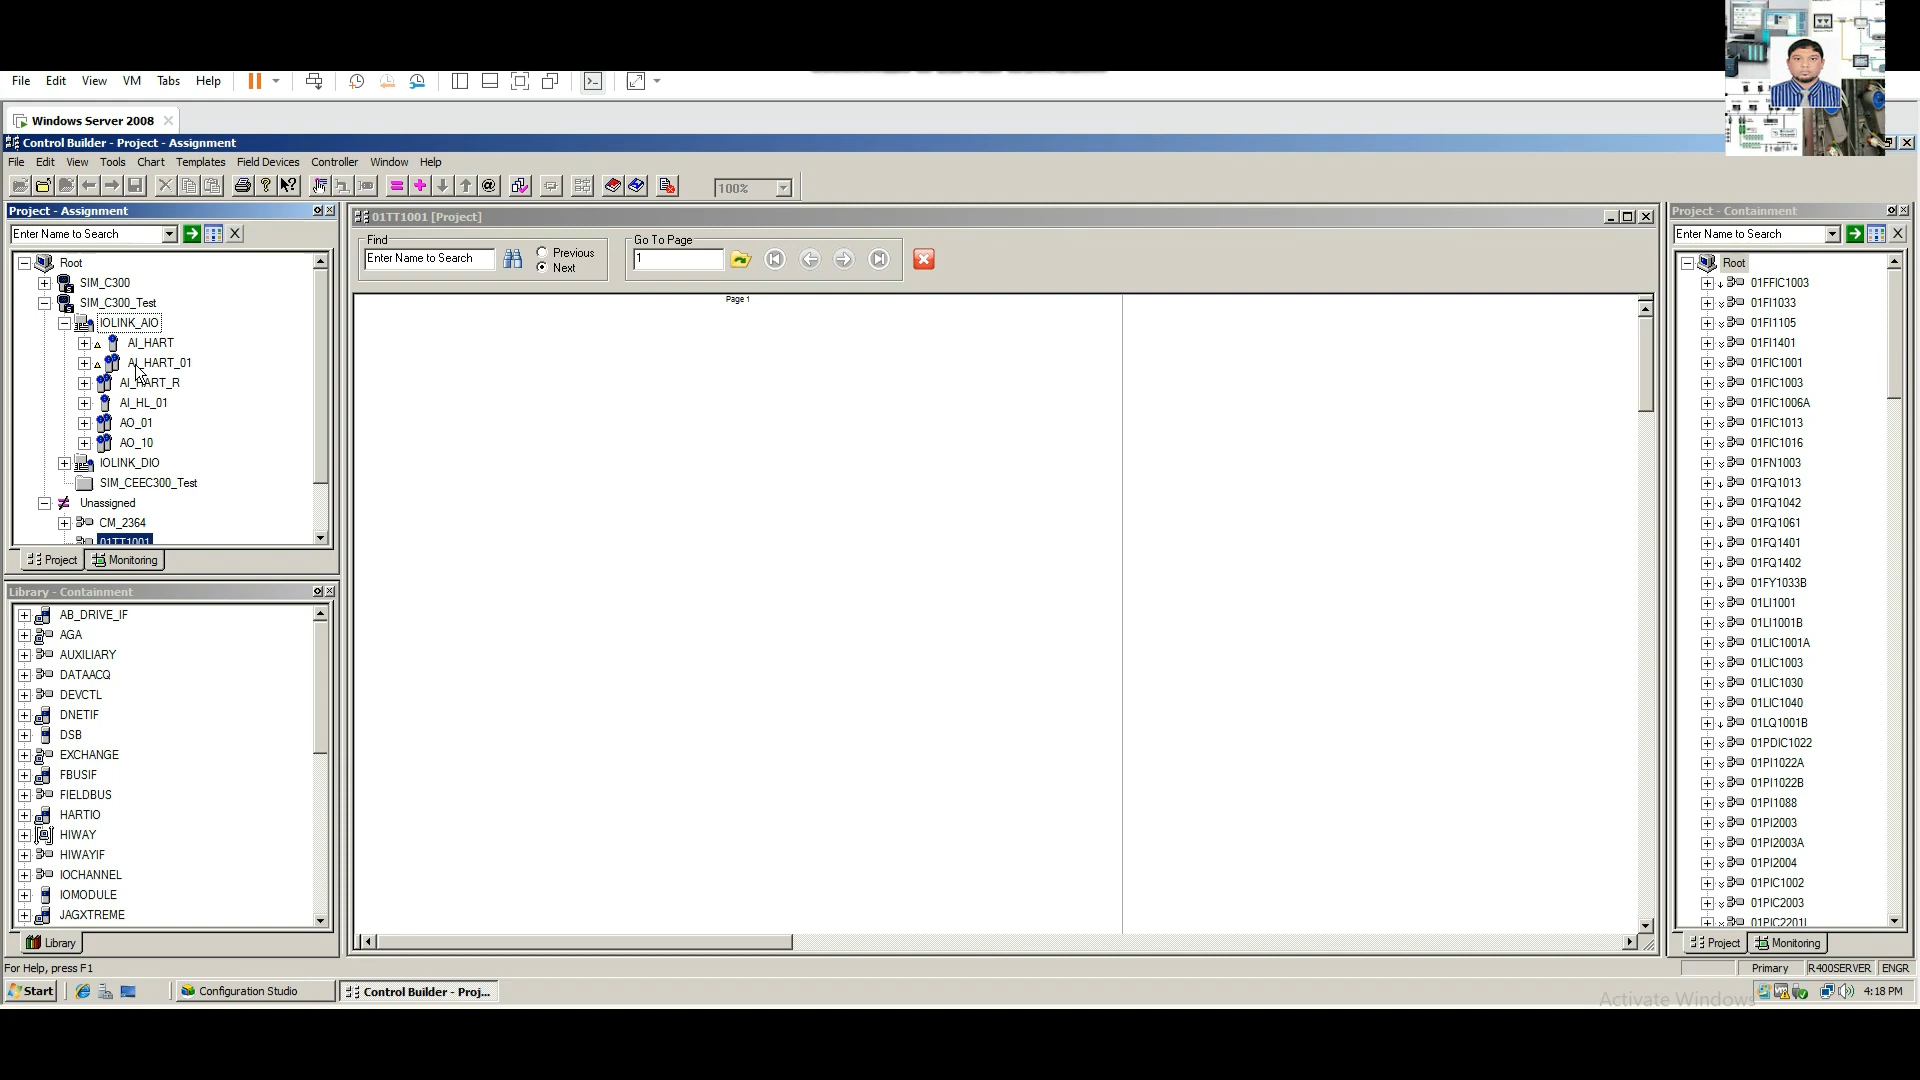 File Edit View VM Tabs Help
Windows Server 2008
Control Builder - Project - Assignment
File Edit View Tools Chart Templates Field Devices Controller Window Help
100%
Project - Assignment
Enter Name to Search
Root
SIM_C300
SIM_C300_Test
IOLINK_AIO
AI_HART
AI_HART_01
AI_HART_R
AI_HL_01
AO_01
AO_10
IOLINK_DIO
SIM_CEEC300_Test
Unassigned
CM_2364
01TT1001
Project Monitoring
Library - Containment
AB_DRIVE_IF
AGA
AUXILIARY
DATAACQ
DEVCTL
DNETIF
DSB
EXCHANGE
FBUSIF
FIELDBUS
HARTIO
HIWAY
HIWAYIF
IOCHANNEL
IOMODULE
JAGXTREME
Library
01TT1001 [Project]
Find
Enter Name to Search
Previous
Next
Go To Page
1
Page 1
Project - Containment
Enter Name to Search
Root
01FFIC1003
01FI1033
01FI1105
01FI1401
01FIC1001
01FIC1003
01FIC1006A
01FIC1013
01FIC1016
01FN1003
01FQ1013
01FQ1042
01FQ1061
01FQ1401
01FQ1402
01FY1033B
01LI1001
01LI1001B
01LIC1001A
01LIC1003
01LIC1030
01LIC1040
01LQ1001B
01PDIC1022
01PI1022A
01PI1022B
01PI1088
01PI2003
01PI2003A
01PI2004
01PIC1002
01PIC2003
Project Monitoring
For Help, press F1
Primary R400SERVER ENGR
Start Configuration Studio Control Builder - Proj... 4:18 PM
Activate Windows